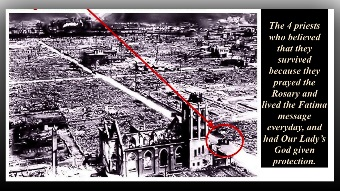 The 4 priests
who believed
that they
survived
because they
prayed the
Rosary and
lived the Fatima
message
everyday, and
had Our Lady's
God given
protection.